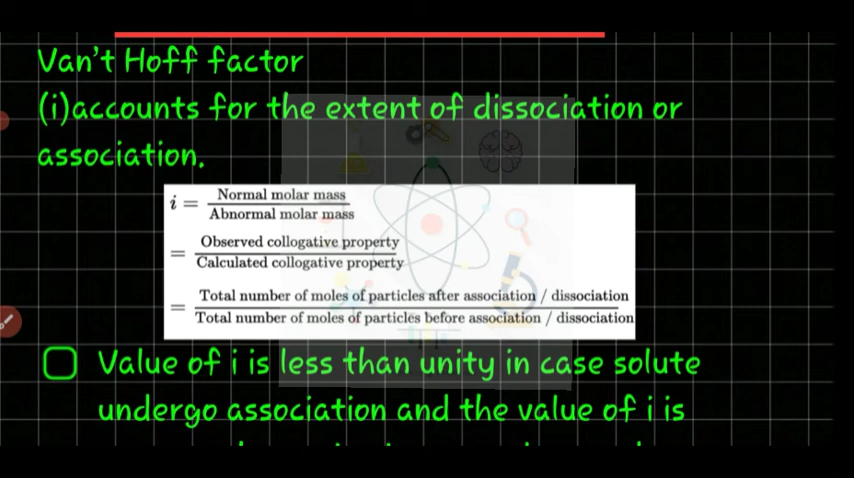 Van't Hoff factor
(i)accounts for the extent of dissociation or
association.
i = Normal molar mass / Abnormal molar mass
= Observed collogative property / Calculated collogative property
= Total number of moles of particles after association / dissociation / Total number of moles of particles before association / dissociation
Value of i is less than unity in case solute
undergo association and the value of i is